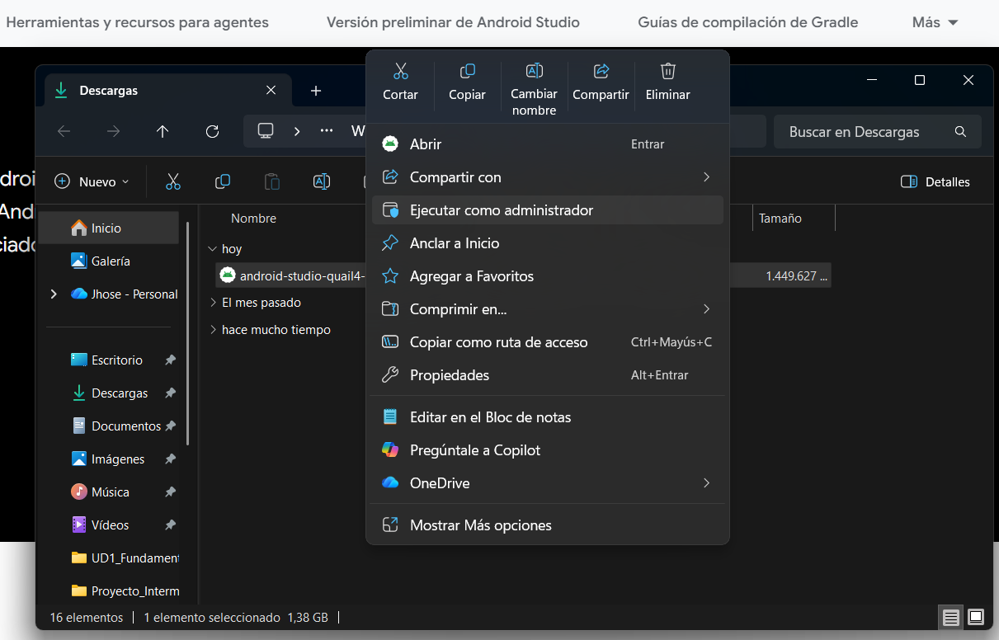 Herramientas y recursos para agentes
Versión preliminar de Android Studio
Guías de compilación de Gradle
Más
Descargas
Cortar
Copiar
Cambiar
nombre
Compartir
Eliminar
W
Buscar en Descargas
Nuevo
Detalles
Abrir Entrar
Compartir con
Ejecutar como administrador
Anclar a Inicio
Agregar a Favoritos
Comprimir en...
Copiar como ruta de acceso Ctrl+Mayús+C
Propiedades Alt+Entrar
Editar en el Bloc de notas
Pregúntale a Copilot
OneDrive
Mostrar Más opciones
Inicio
Galería
Jhose - Personal
Escritorio
Descargas
Documentos
Imágenes
Música
Vídeos
UD1_Fundament
Proyecto_Interm
Nombre
Tamaño
hoy
android-studio-quail4- 1.449.627 ...
El mes pasado
hace mucho tiempo
16 elementos
1 elemento seleccionado 1,38 GB